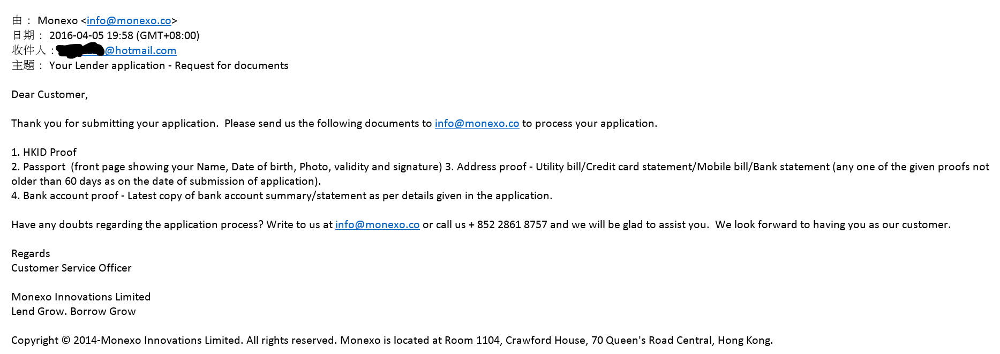 由： Monexo <info@monexo.co>
日期： 2016-04-05 19:58 (GMT+08:00)
收件人：@hotmail.com
主題： Your Lender application - Request for documents
Dear Customer,
Thank you for submitting your application.  Please send us the following documents to info@monexo.co to process your application.
1. HKID Proof
2. Passport  (front page showing your Name, Date of birth, Photo, validity and signature) 3. Address proof - Utility bill/Credit card statement/Mobile bill/Bank statement (any one of the given proofs not
older than 60 days as on the date of submission of application).
4. Bank account proof - Latest copy of bank account summary/statement as per details given in the application.
Have any doubts regarding the application process? Write to us at info@monexo.co or call us + 852 2861 8757 and we will be glad to assist you.  We look forward to having you as our customer.
Regards
Customer Service Officer
Monexo Innovations Limited
Lend Grow. Borrow Grow
Copyright © 2014-Monexo Innovations Limited. All rights reserved. Monexo is located at Room 1104, Crawford House, 70 Queen's Road Central, Hong Kong.